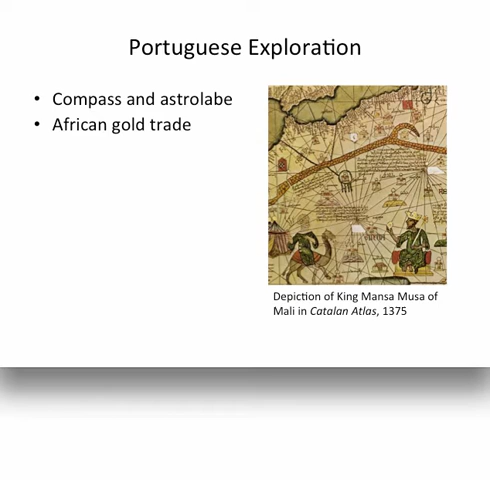 Portuguese Exploration
• Compass and astrolabe
• African gold trade
Depiction of King Mansa Musa of
Mali in Catalan Atlas, 1375